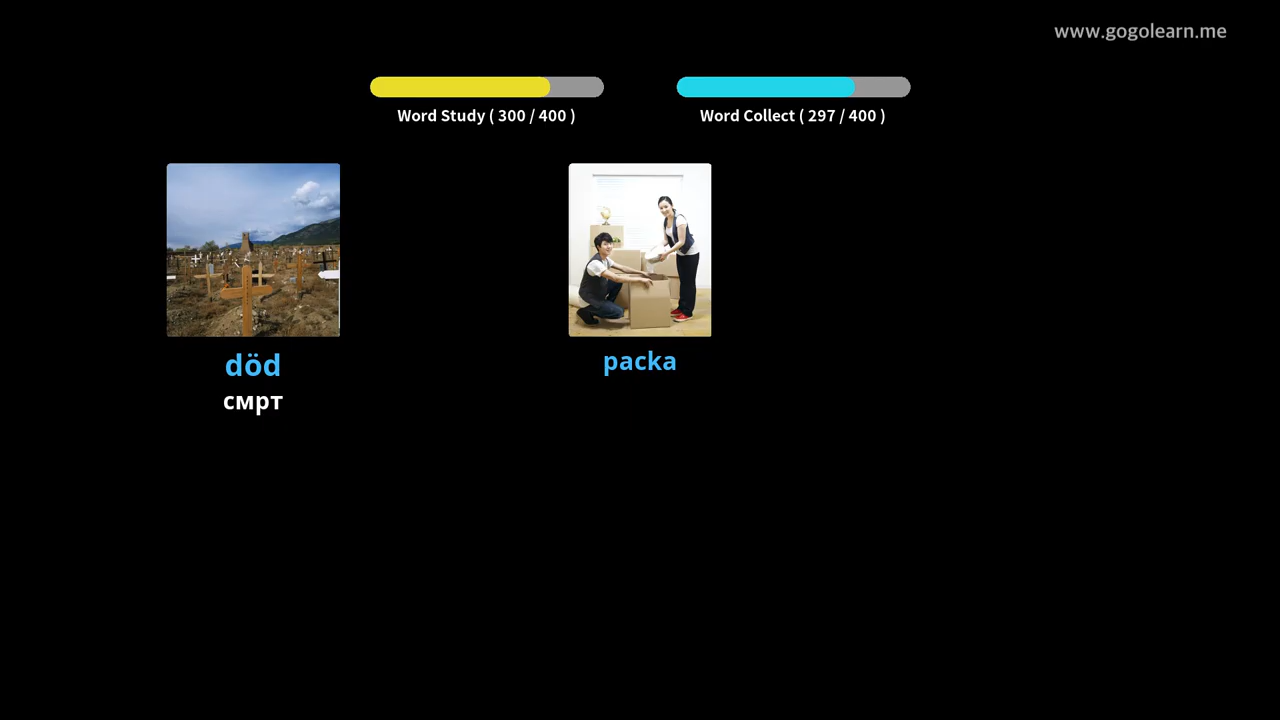 www.gogolearn.me
Word Study ( 300 / 400 )
Word Collect ( 297 / 400 )
död
смрт
packa